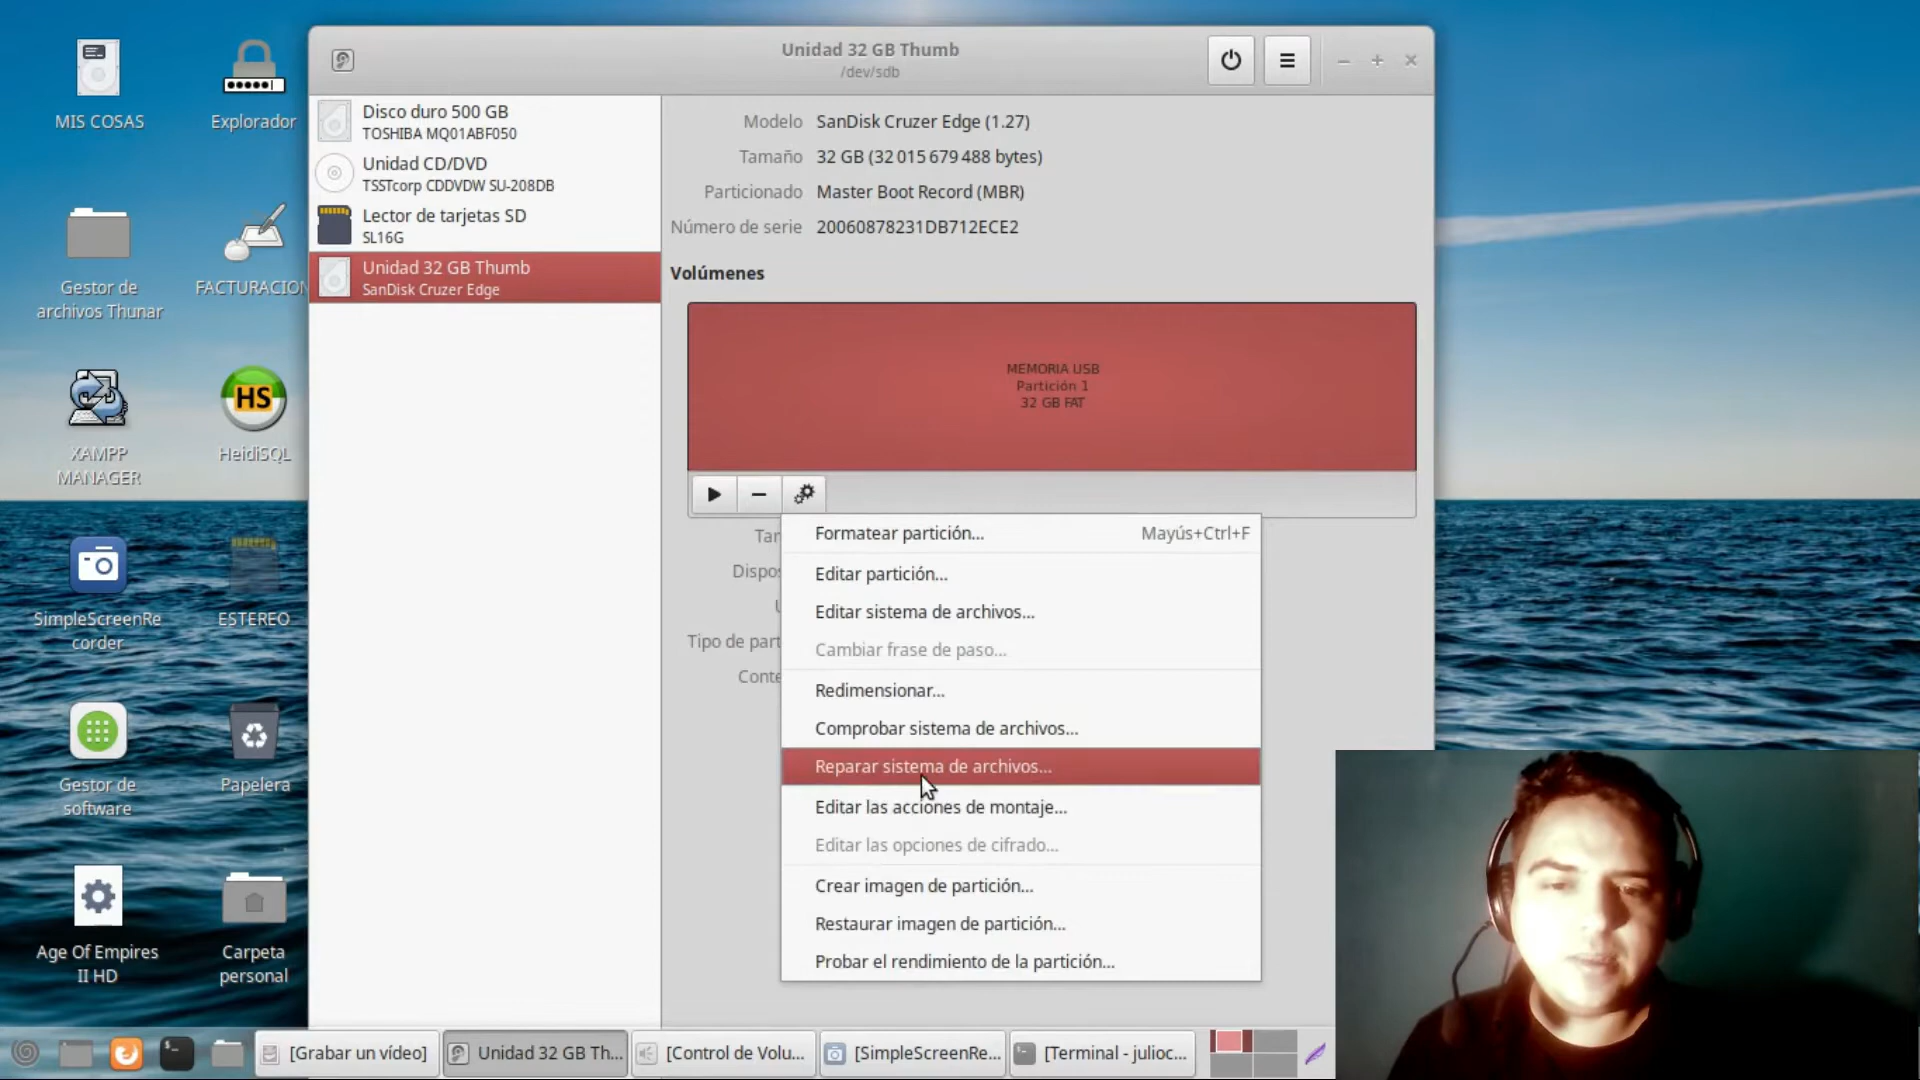 MIS COSAS
Explorador
Gestor de
archivos Thunar
FACTURACION
XAMPP
MANAGER
HeidiSQL
HS
SimpleScreenRe
corder
ESTEREO
Gestor de
software
Papelera
Age Of Empires
II HD
Carpeta
personal
Unidad 32 GB Thumb
/dev/sdb
Disco duro 500 GB
TOSHIBA MQ01ABF050
Unidad CD/DVD
TSSTcorp CDDVDW SU-208DB
Lector de tarjetas SD
SL16G
Unidad 32 GB Thumb
SanDisk Cruzer Edge
Modelo SanDisk Cruzer Edge (1.27)
Tamaño 32 GB (32 015 679 488 bytes)
Particionado Master Boot Record (MBR)
Número de serie 20060878231DB712ECE2
Volúmenes
MEMORIA USB
Partición 1
32 GB FAT
Tar
Dispos
Tipo de part
Conte
Formatear partición... Mayús+Ctrl+F
Editar partición...
Editar sistema de archivos...
Cambiar frase de paso...
Redimensionar...
Comprobar sistema de archivos...
Reparar sistema de archivos...
Editar las acciones de montaje...
Editar las opciones de cifrado...
Crear imagen de partición...
Restaurar imagen de partición...
Probar el rendimiento de la partición...
[Grabar un vídeo]
Unidad 32 GB Th...
[Control de Volu...
[SimpleScreenRe...
[Terminal - julioc...